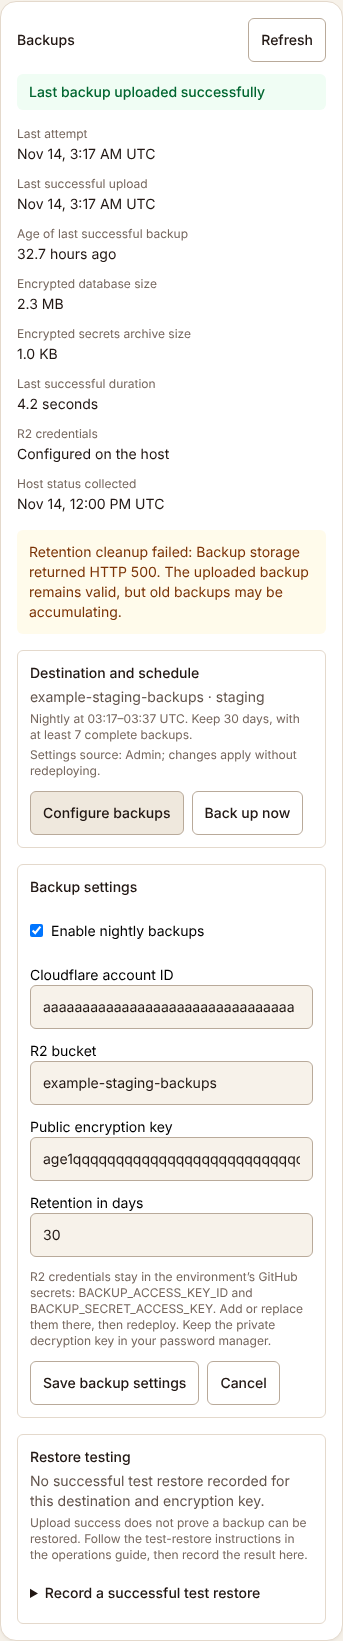 Backups
Refresh
Last backup uploaded successfully
Last attempt
Nov 14, 3:17 AM UTC
Last successful upload
Nov 14, 3:17 AM UTC
Age of last successful backup
32.7 hours ago
Encrypted database size
2.3 MB
Encrypted secrets archive size
1.0 KB
Last successful duration
4.2 seconds
R2 credentials
Configured on the host
Host status collected
Nov 14, 12:00 PM UTC
Retention cleanup failed: Backup storage
returned HTTP 500. The uploaded backup
remains valid, but old backups may be
accumulating.
Destination and schedule
example-staging-backups · staging
Nightly at 03:17–03:37 UTC. Keep 30 days, with
at least 7 complete backups.
Settings source: Admin; changes apply without
redeploying.
Configure backups
Back up now
Backup settings
Enable nightly backups
Cloudflare account ID
aaaaaaaaaaaaaaaaaaaaaaaaaaaaaaaa
R2 bucket
example-staging-backups
Public encryption key
age1qqqqqqqqqqqqqqqqqqqqqqqqqqq
Retention in days
30
R2 credentials stay in the environment’s GitHub
secrets: BACKUP_ACCESS_KEY_ID and
BACKUP_SECRET_ACCESS_KEY. Add or replace
them there, then redeploy. Keep the private
decryption key in your password manager.
Save backup settings
Cancel
Restore testing
No successful test restore recorded for
this destination and encryption key.
Upload success does not prove a backup can be
restored. Follow the test-restore instructions in
the operations guide, then record the result here.
Record a successful test restore